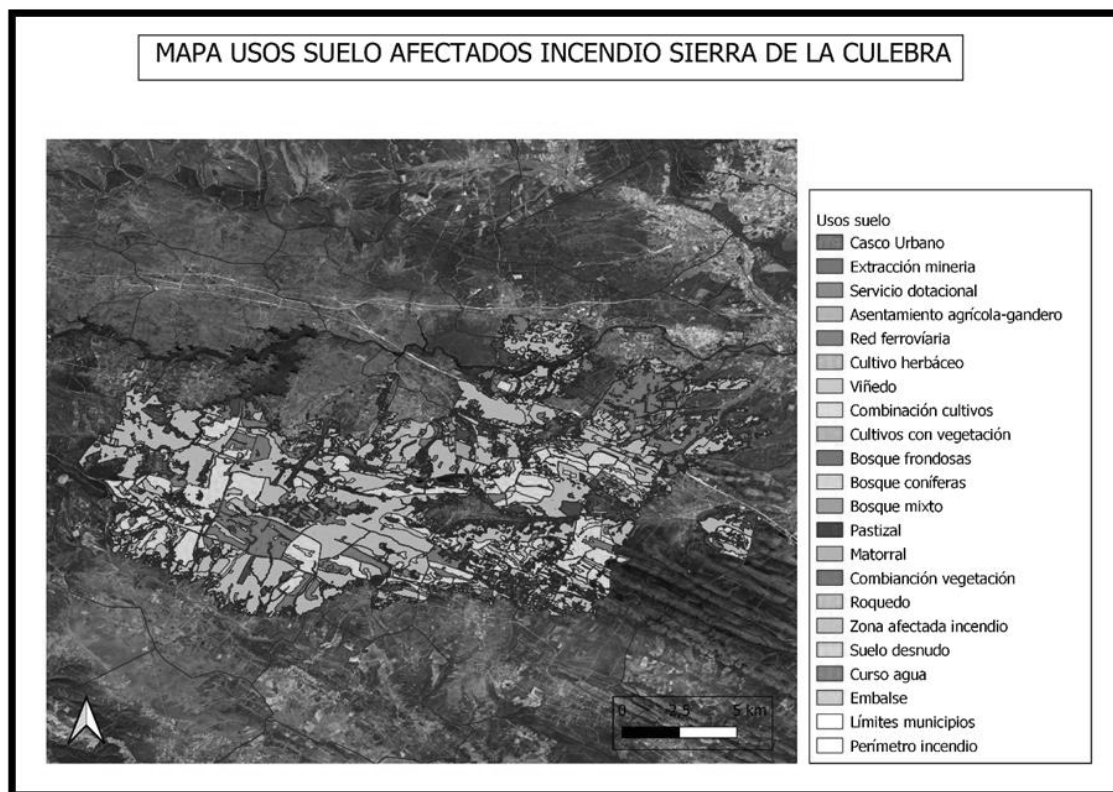 MAPA USOS SUELO AFECTADOS INCENDIO SIERRA DE LA CULEBRA
Usos suelo
Casco Urbano
Extracción mineria
Servicio dotacional
Asentamiento agrícola-gandero
Red ferrovíaria
Cultivo herbáceo
Viñedo
Combinación cultivos
Cultivos con vegetación
Bosque frondosas
Bosque coníferas
Bosque mixto
Pastizal
Matorral
Combianción vegetación
Roquedo
Zona afectada incendio
Suelo desnudo
Curso agua
Embalse
Límites municipios
Perímetro incendio
0 2,5 5 km